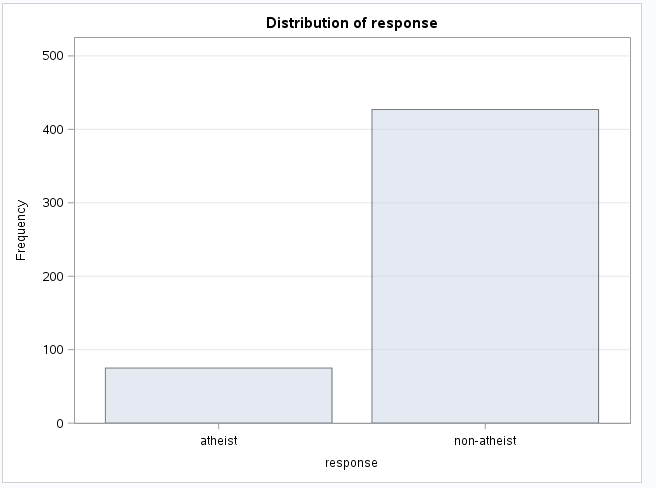 Distribution of response
500
400
300
200
100
0
Frequency
atheist
non-atheist
response